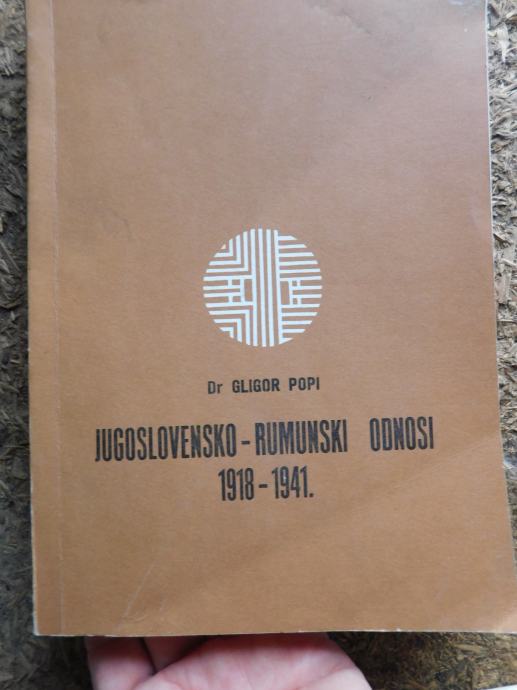 Dr GLIGOR POPI
JUGOSLOVENSKO-RUMUNSKI ODNOSI
1918-1941.